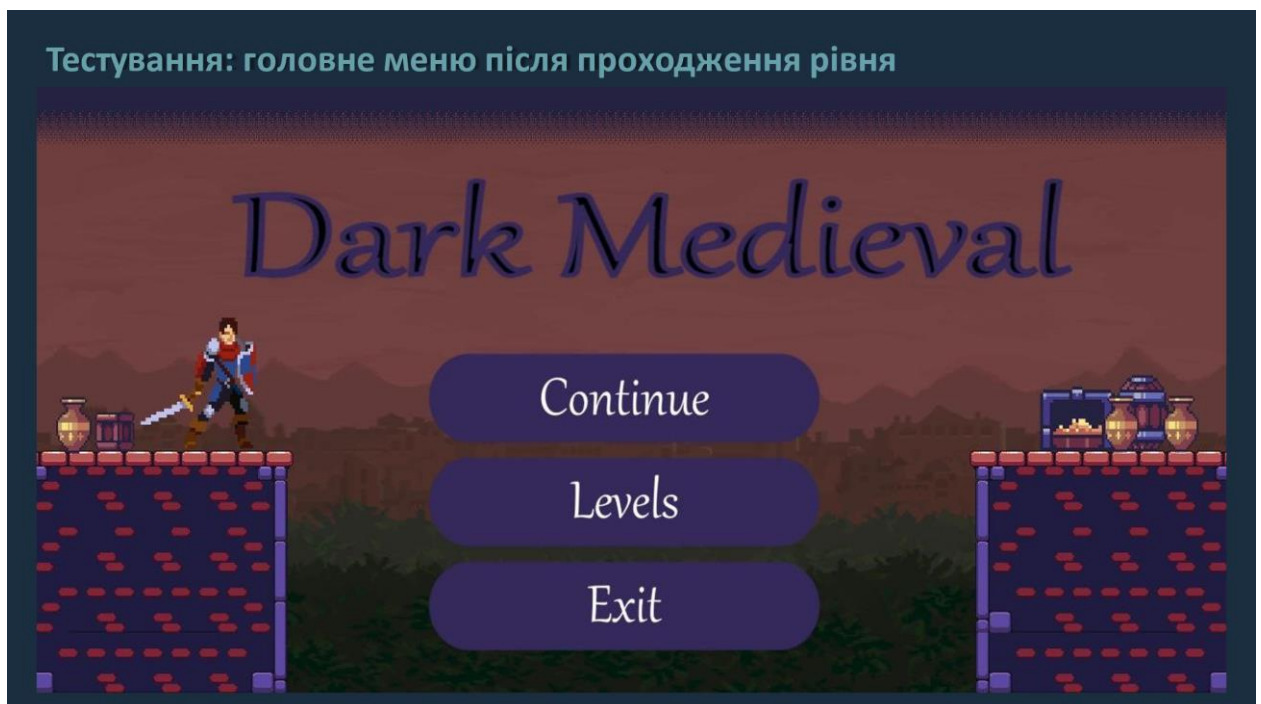 Тестування: головне меню після проходження рівня
Dark Medieval
Continue
Levels
Exit